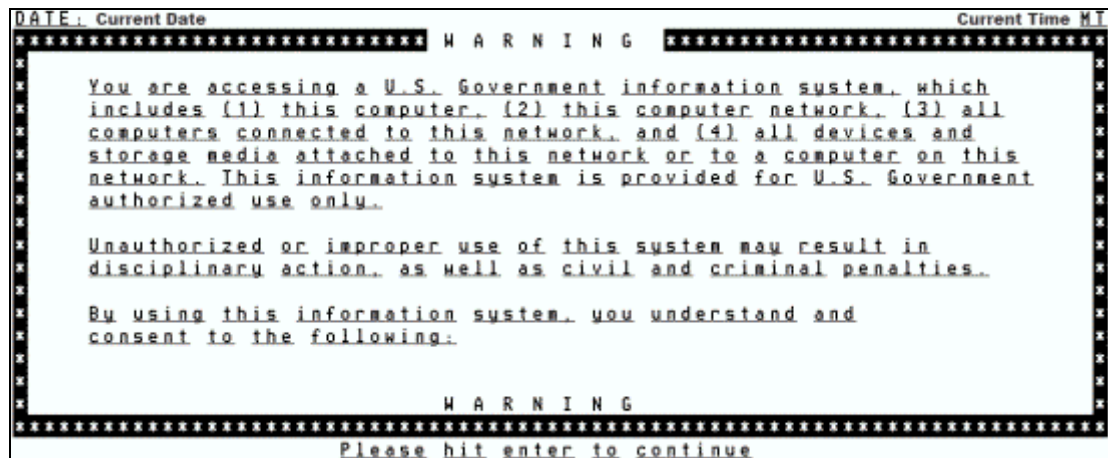 DATE: Current Date Current Time MT
***************************** W A R N I N G *******************************
You are accessing a U.S. Government information system, which
includes (1) this computer, (2) this computer network, (3) all
computers connected to this network, and (4) all devices and
storage media attached to this network or to a computer on this
network. This information system is provided for U.S. Government
authorized use only.
Unauthorized or improper use of this system may result in
disciplinary action, as well as civil and criminal penalties.
By using this information system, you understand and
consent to the following:
W A R N I N G
Please hit enter to continue